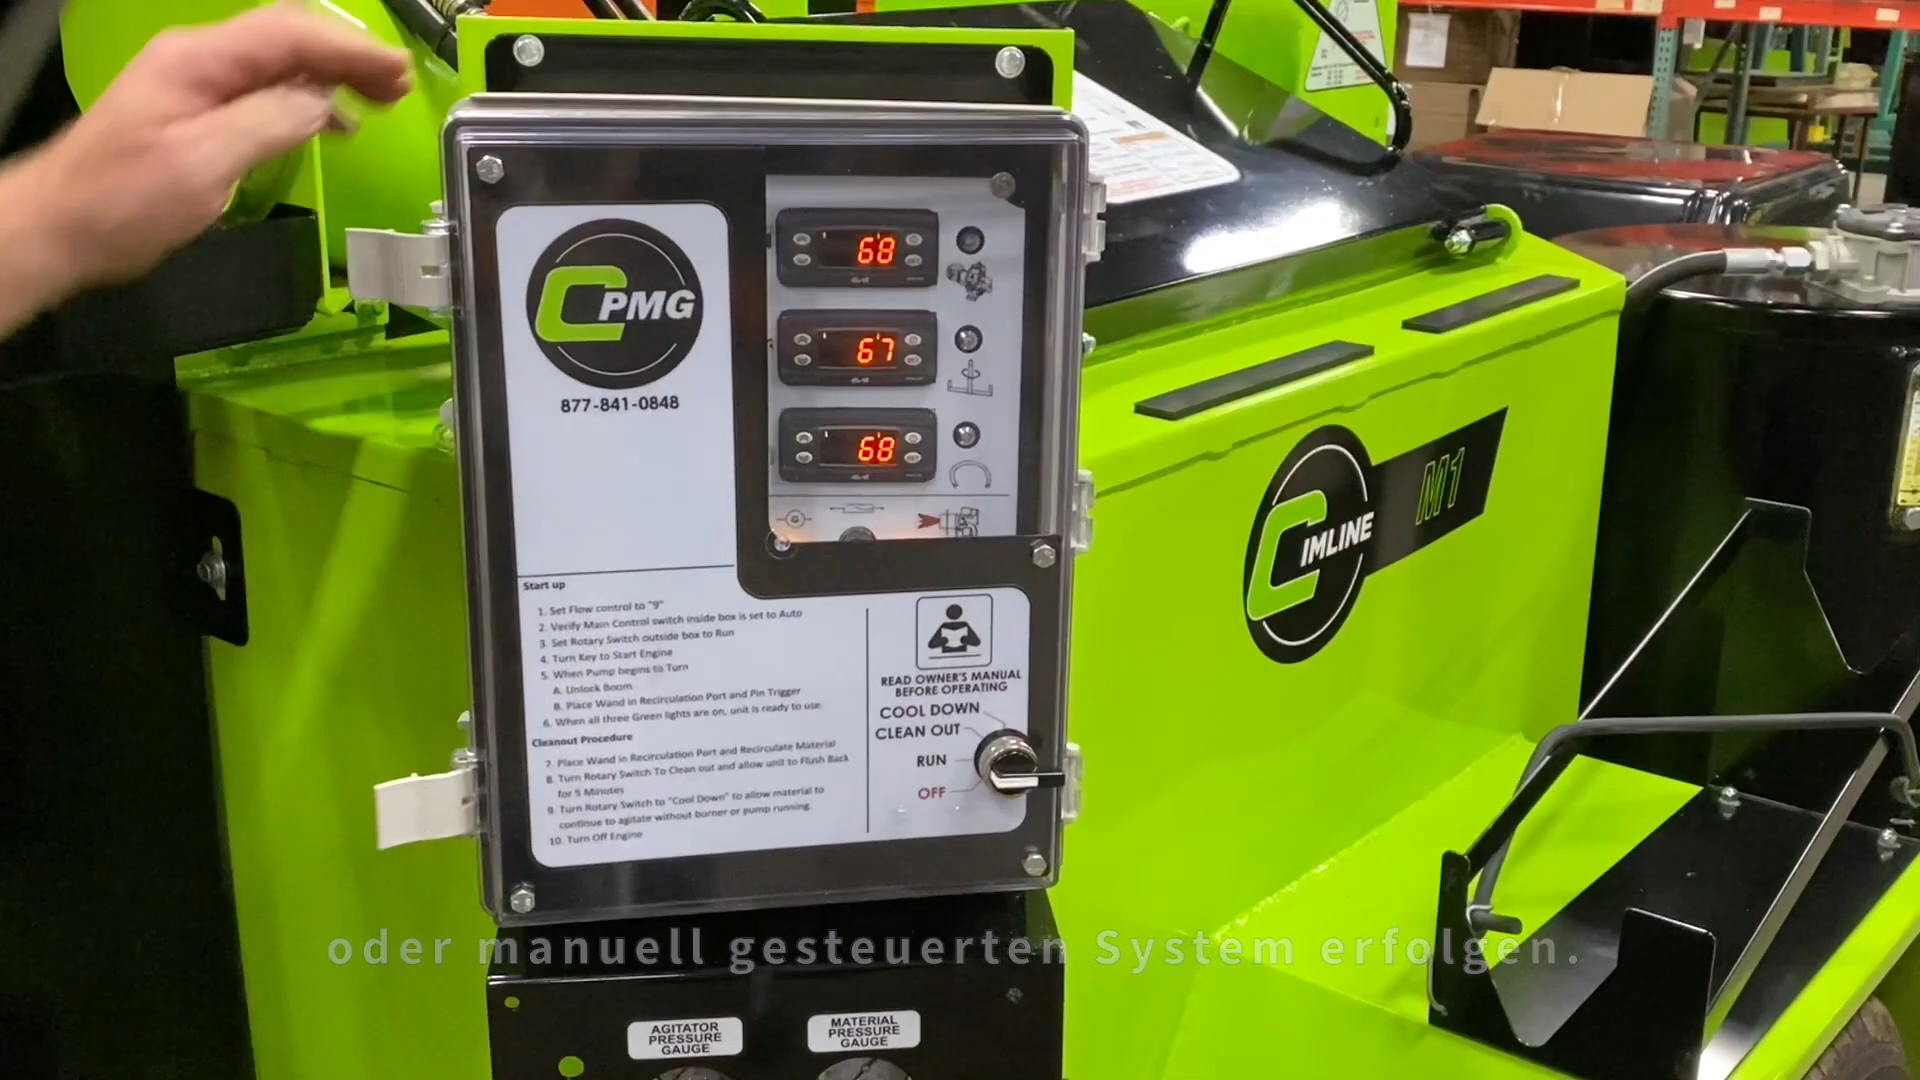 68
67
68
CPMG
877-841-0848
Start up
1. Set Flow control to "9"
2. Verify Main Control switch inside box is set to Auto
3. Set Rotary Switch outside box to Run
4. Turn Key to Start Engine
5. When Pump begins to Turn
A. Unlock Boom
B. Place Wand in Recirculation Port and Pin Trigger
6. When all three Green lights are on, unit is ready to use.
Cleanout Procedure
7. Place Wand in Recirculation Port and Recirculate Material
8. Turn Rotary Switch To Clean out and allow unit to Flush Back
for 5 Minutes
9. Turn Rotary Switch to "Cool Down" to allow material to
continue to agitate without burner or pump running.
10. Turn Off Engine
READ OWNER'S MANUAL
BEFORE OPERATING
COOL DOWN
CLEAN OUT
RUN
OFF
CIMLINE
M1
oder manuell gesteuerten System erfolgen.
AGITATOR
PRESSURE
GAUGE
MATERIAL
PRESSURE
GAUGE